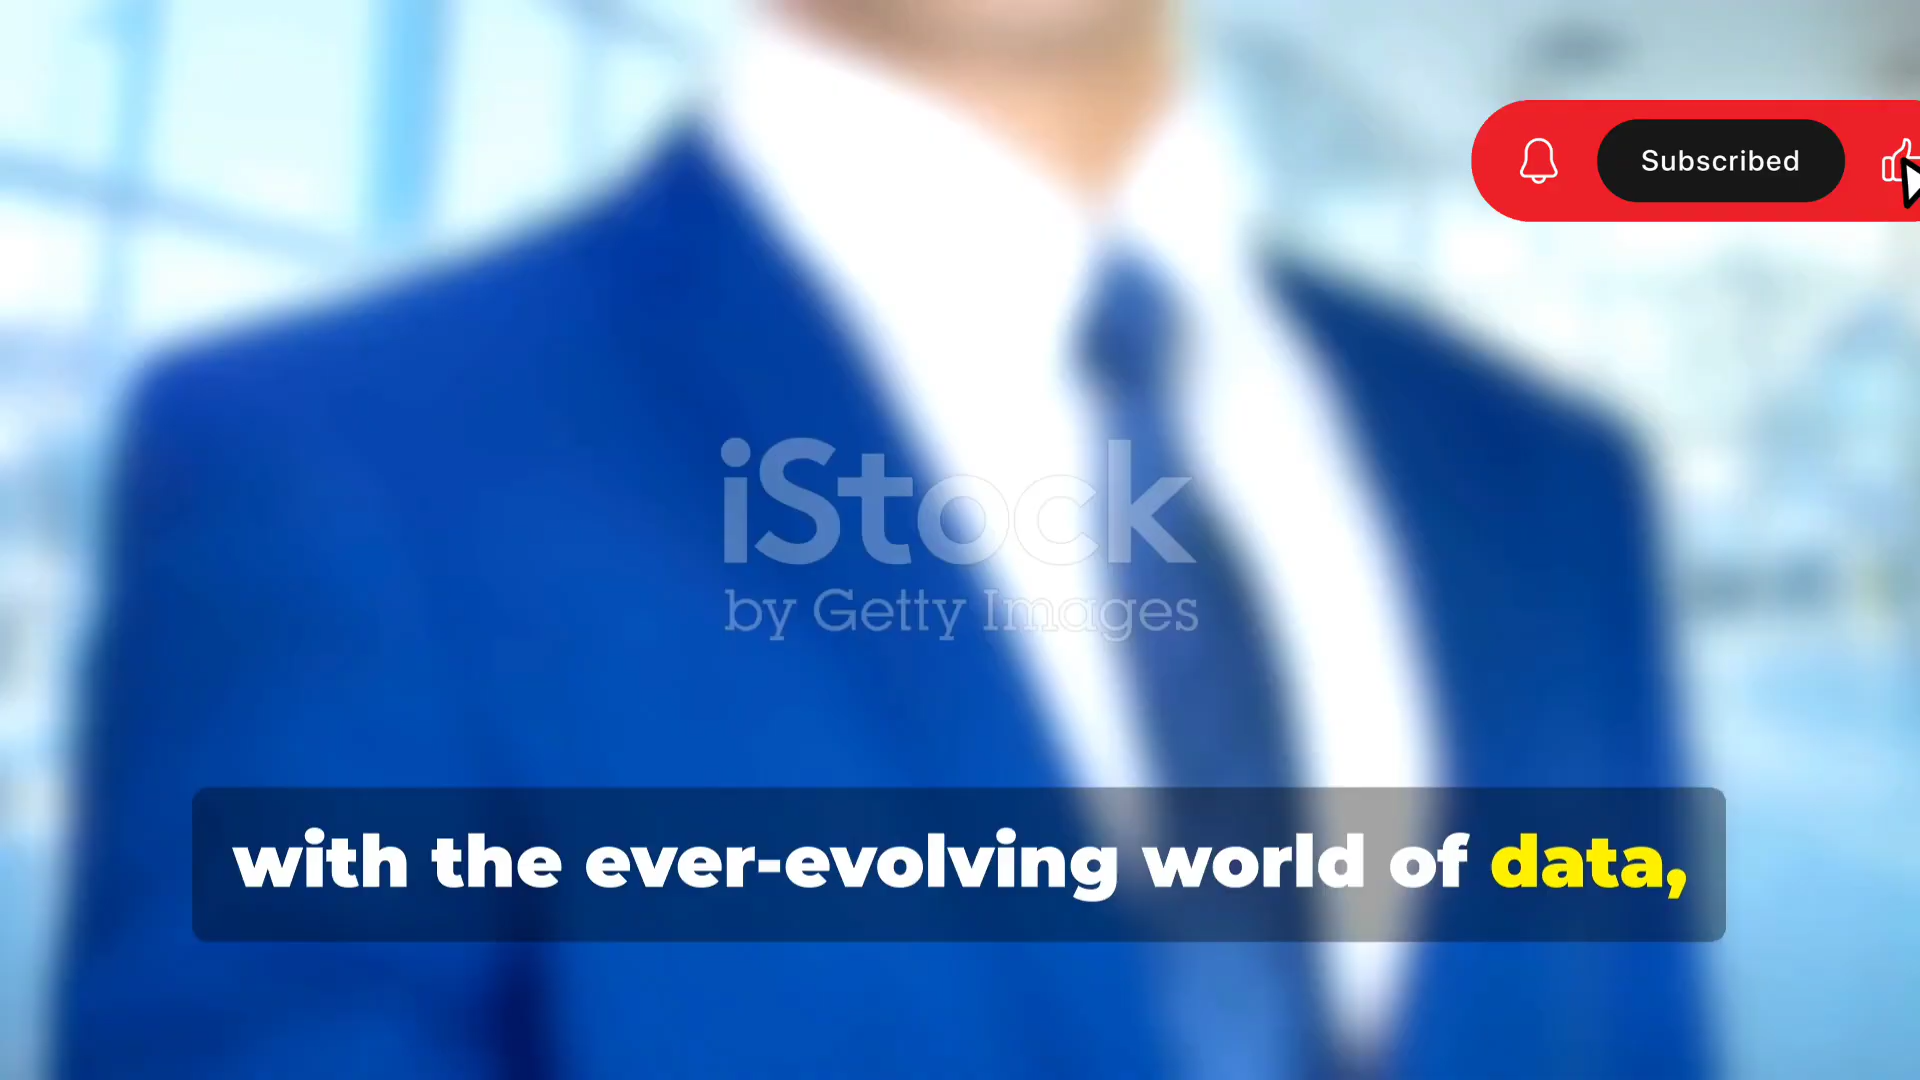 Subscribed
iStock
by Getty Images
with the ever-evolving world of data,